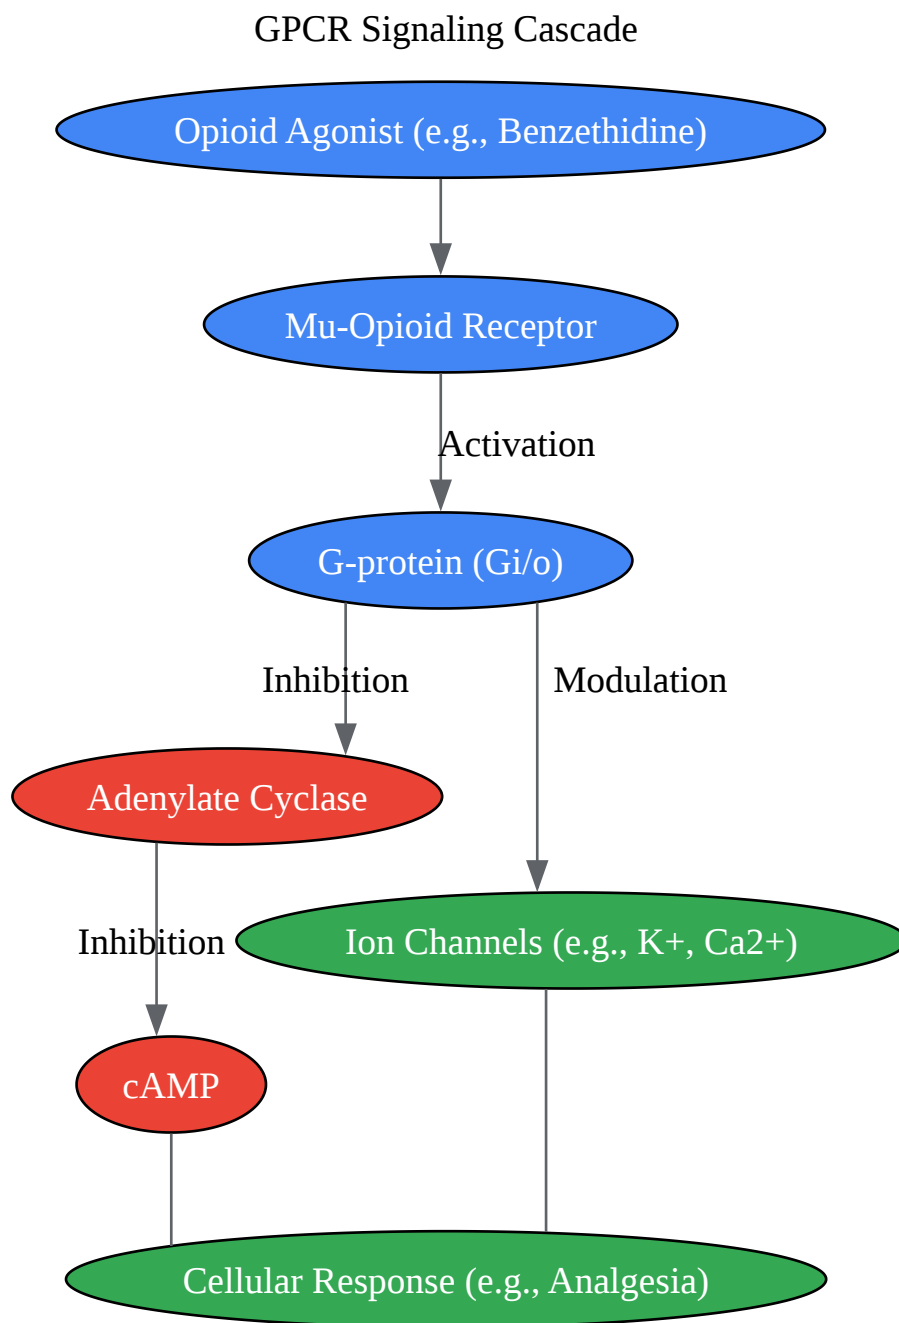 GPCR Signaling Cascade
Opioid Agonist (e.g., Benzethidine)
Mu-Opioid Receptor
Activation
G-protein (Gi/o)
Inhibition
Modulation
Adenylate Cyclase
Inhibition
Ion Channels (e.g., K+, Ca2+)
cAMP
Cellular Response (e.g., Analgesia)